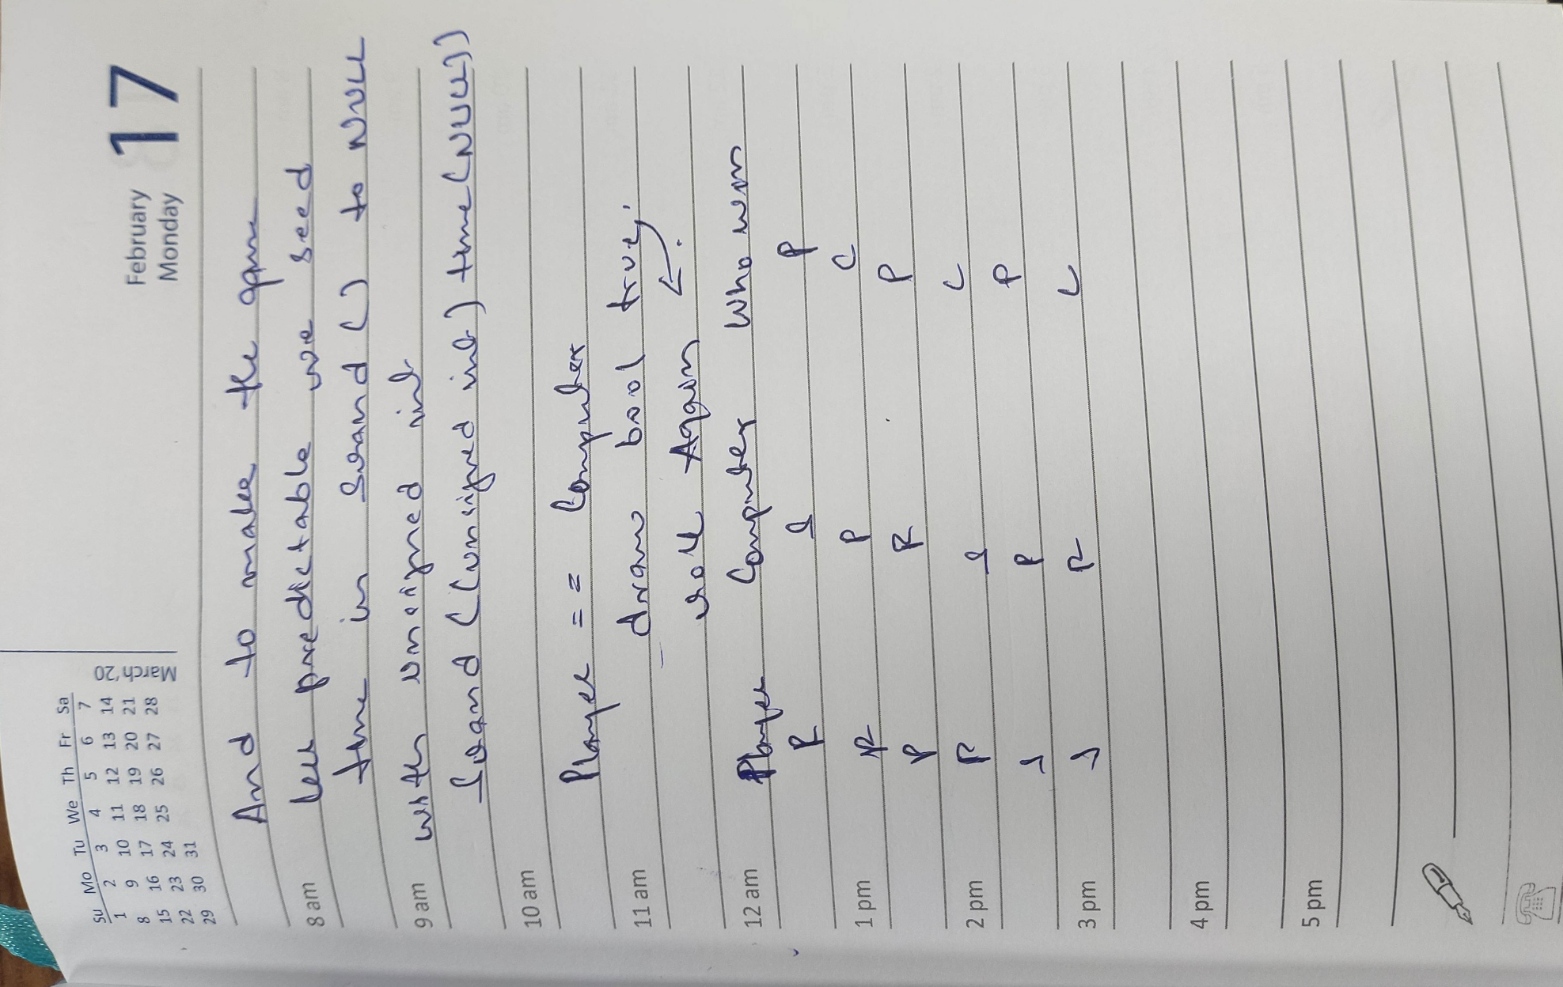 Su Mo Tu We Th Fr Sa
1 2 3 4 5 6 7
8 9 10 11 12 13 14
15 16 17 18 19 20 21
22 23 24 25 26 27 28
29 30 31
March '20
February
Monday
17
And to make the game
8 am less predictable we seed
time in srand () to NULL
9 am with unsigned int
Srand ((unsigned int) time(NULL))
10 am
Player == Computer
11 am draw bool true,
roll Again
12 am Player Computer Who won
R S P
1 pm R P C
P R P
2 pm P S C
S P P
3 pm S R C
4 pm
5 pm